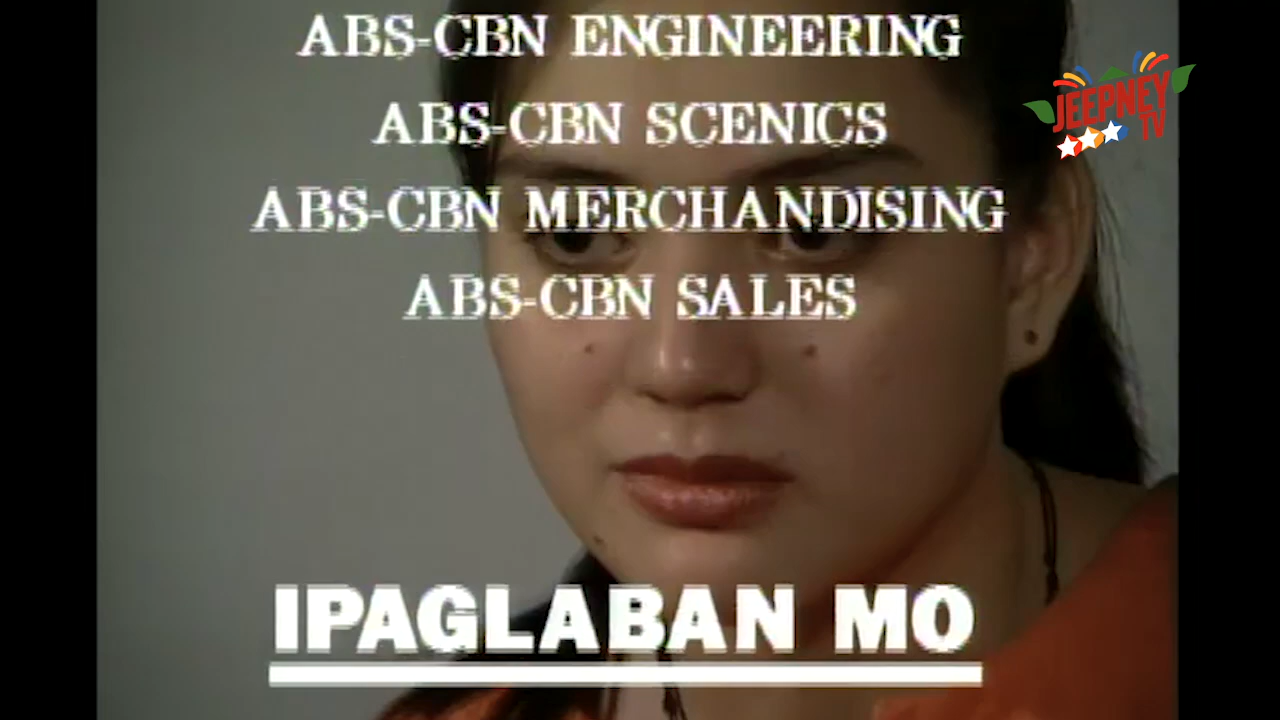 ABS-CBN ENGINEERING
JEEPNEY
TV
ABS-CBN SCENICS
ABS-CBN MERCHANDISING
ABS-CBN SALES
IPAGLABAN MO